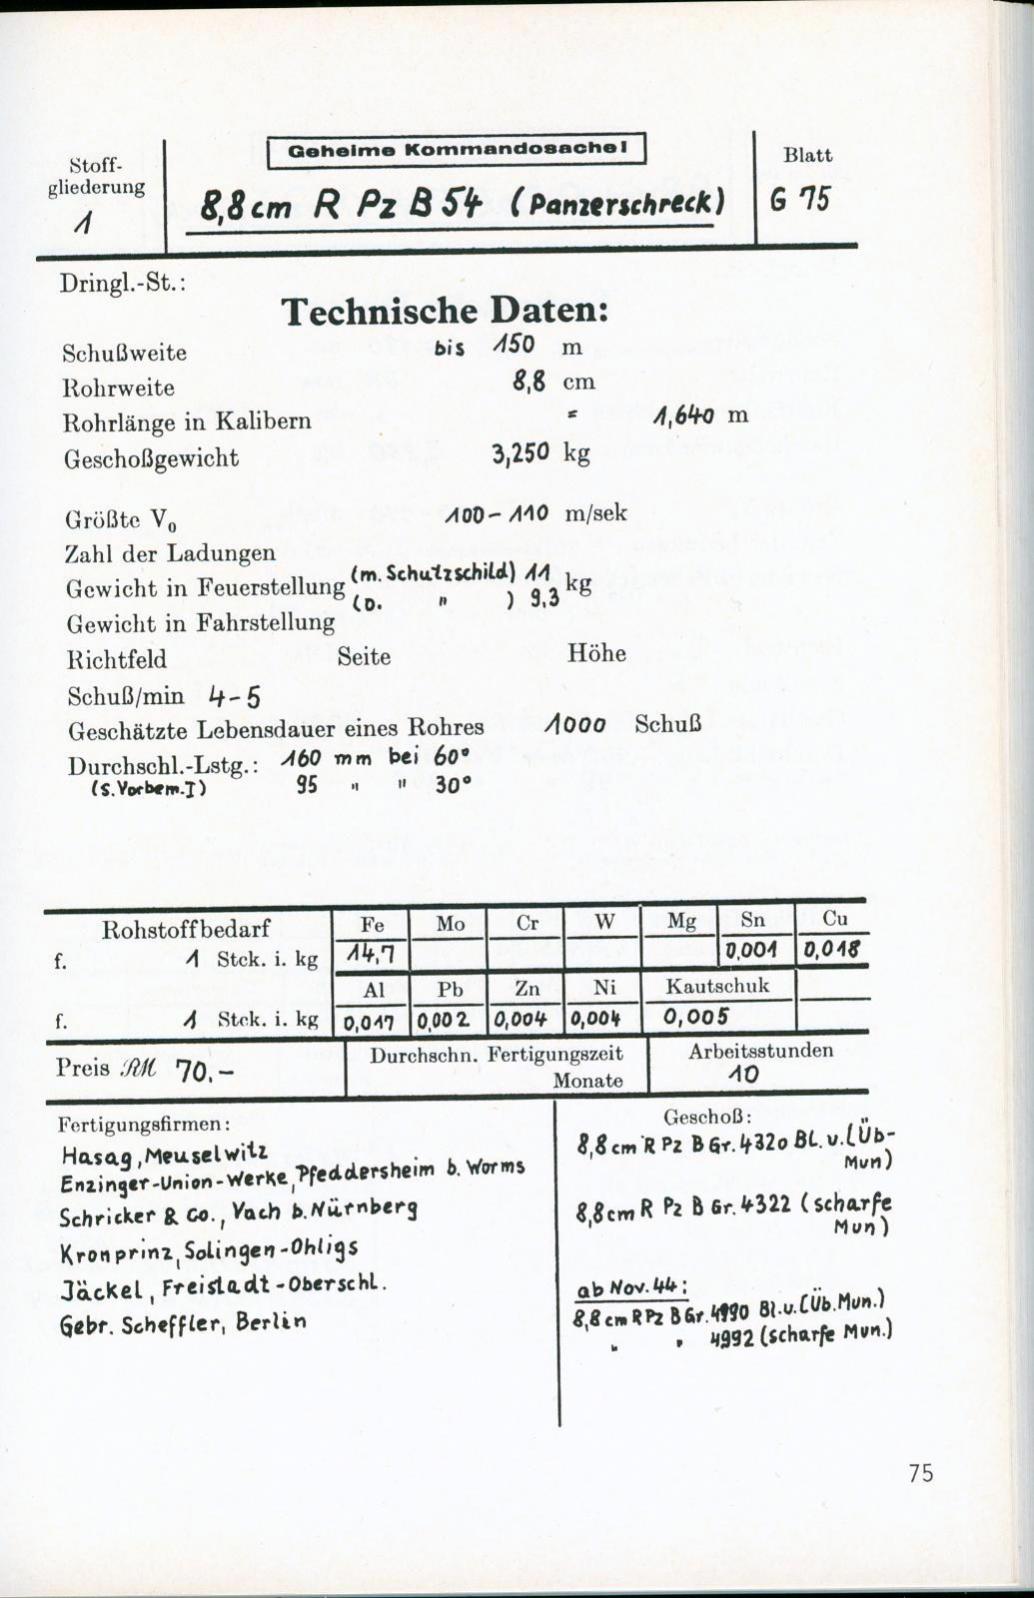 Geheime Kommandosache!
Stoff-
gliederung
1
8,8cm R Pz B 54 (Panzerschreck)
Blatt
G 75
Dringl.-St.:
Technische Daten:
Schußweite bis 150 m
Rohrweite 8,8 cm
Rohrlänge in Kalibern = 1,640 m
Geschoßgewicht 3,250 kg
Größte V₀ 100-110 m/sek
Zahl der Ladungen
Gewicht in Feuerstellung (m. Schutzschild) 11 kg
(o. " ) 9,3
Gewicht in Fahrstellung
Richtfeld Seite Höhe
Schuß/min 4-5
Geschätzte Lebensdauer eines Rohres 1000 Schuß
Durchschl.-Lstg.: 160 mm bei 60°
(s. Vorbem. I) 95 " " 30°
Rohstoffbedarf Fe Mo Cr W Mg Sn Cu
f. 1 Stck. i. kg 14,7 0,001 0,018
Al Pb Zn Ni Kautschuk
f. 1 Stck. i. kg 0,017 0,002 0,004 0,004 0,005
Preis RM 70.- Durchschn. Fertigungszeit Arbeitsstunden
Monate 10
Fertigungsfirmen:
Hasag, Meuselwitz
Enzinger-Union-Werke, Pfeddersheim b. Worms
Schricker & Co., Vach b. Nürnberg
Kronprinz, Solingen-Ohligs
Jäckel, Freistadt-Oberschl.
Gebr. Scheffler, Berlin
Geschoß:
8,8cm R Pz B Gr. 4320 BL. u. (Üb-
Mun)
8,8cm R Pz B Gr. 4322 (scharfe
Mun)
ab Nov. 44:
8,8cm R Pz B Gr. 4990 Bl. u. (Üb. Mun.)
" " 4992 (scharfe Mun.)
75